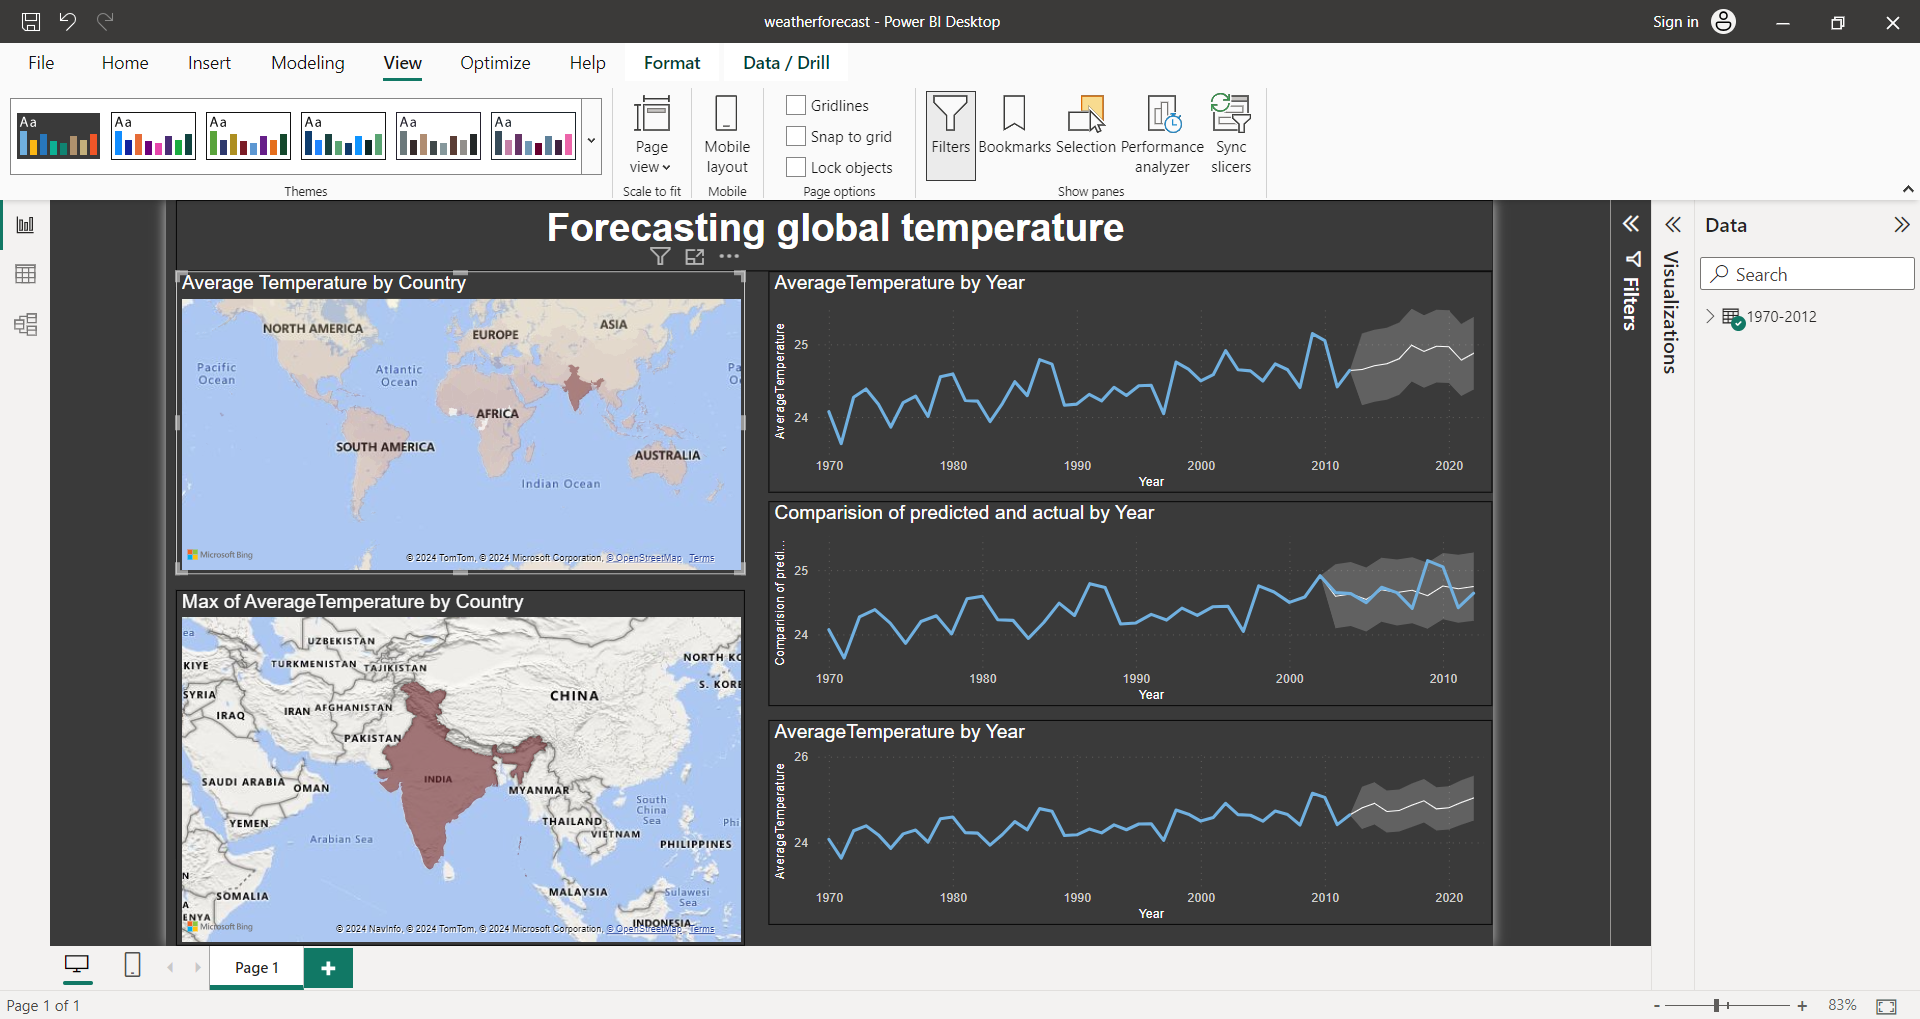 weatherforecast - Power BI Desktop
Sign in
File Home Insert Modeling View Optimize Help Format Data / Drill
Aa Aa Aa Aa Aa Aa
Themes
Page view
Scale to fit
Mobile layout
Mobile
Gridlines
Snap to grid
Lock objects
Page options
Filters
Bookmarks
Selection
Performance analyzer
Sync slicers
Show panes
Forecasting global temperature
Average Temperature by Country
NORTH AMERICA
EUROPE
ASIA
Pacific
Ocean
Atlantic
Ocean
Pa
AFRICA
SOUTH AMERICA
AUSTRALIA
Indian Ocean
Microsoft Bing
© 2024 TomTom, © 2024 Microsoft Corporation, © OpenStreetMap Terms
Max of AverageTemperature by Country
ea
UZBEKISTAN
KIYE
TURKMENISTAN
TAJIKISTAN
NORTH KO
S. KORE
SYRIA
CHINA
IRAQ
IRAN
AFGHANISTAN
PAKISTAN
SAUDI ARABIA
OMAN
INDIA
MYANMAR
YEMEN
South
China
Sea
THAILAND
VIETNAM
Phi
Arabian Sea
PHILIPPINES
N
SOMALIA
MALAYSIA
Sulawesi
Sea
A
ENYA
INDONESIA
Microsoft Bing
© 2024 NavInfo, © 2024 TomTom, © 2024 Microsoft Corporation, © OpenStreetMap Terms
AverageTemperature by Year
AverageTemperature
25
24
1970 1980 1990 2000 2010 2020
Year
Comparision of predicted and actual by Year
Comparision of predi...
25
24
1970 1980 1990 2000 2010
Year
AverageTemperature by Year
AverageTemperature
26
24
1970 1980 1990 2000 2010 2020
Year
Filters
Visualizations
Data
Search
1970-2012
Page 1
Page 1 of 1
- + 83%